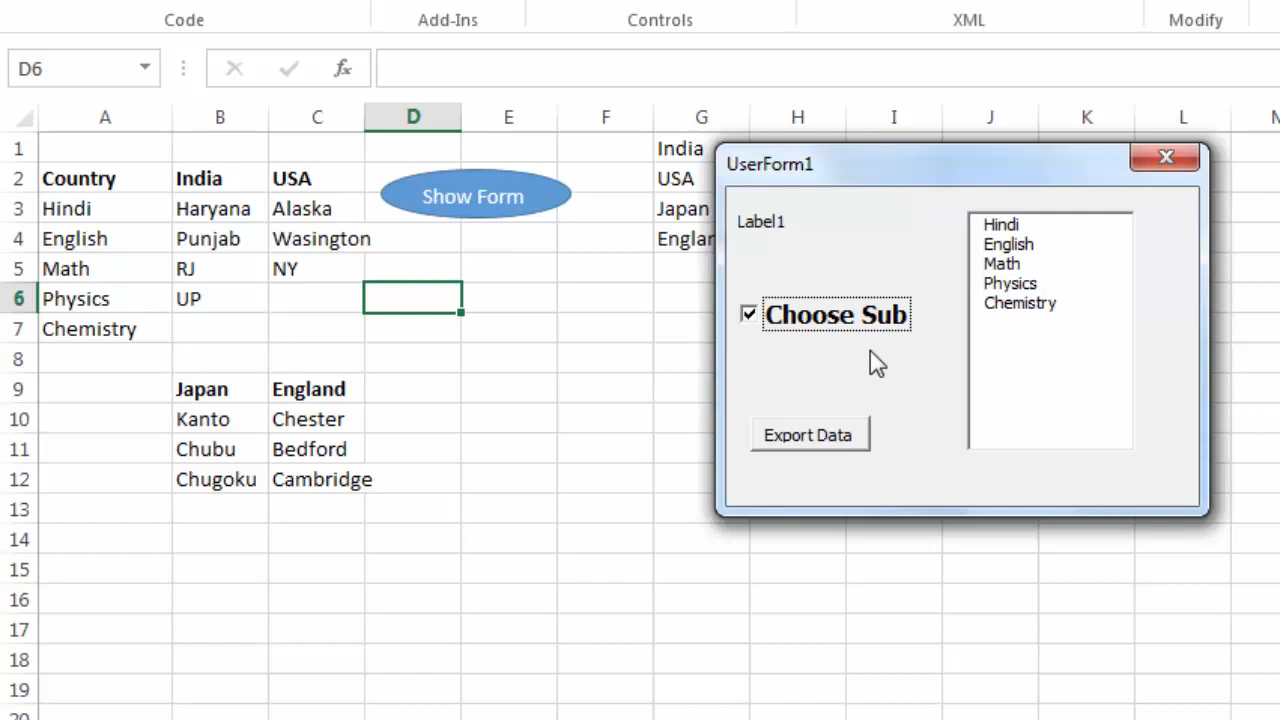 Code Add-Ins Controls XML Modify
D6 fx
A B C D E F G H I J K L
1 India
2 Country India USA Show Form USA
3 Hindi Haryana Alaska Japan
4 English Punjab Wasington
5 Math RJ NY
6 Physics UP
7 Chemistry
8
9 Japan England
10 Kanto Chester
11 Chubu Bedford
12 Chugoku Cambridge
13
14
15
16
17
18
19
20
UserForm1
Label1
Choose Sub
Export Data
Hindi
English
Math
Physics
Chemistry